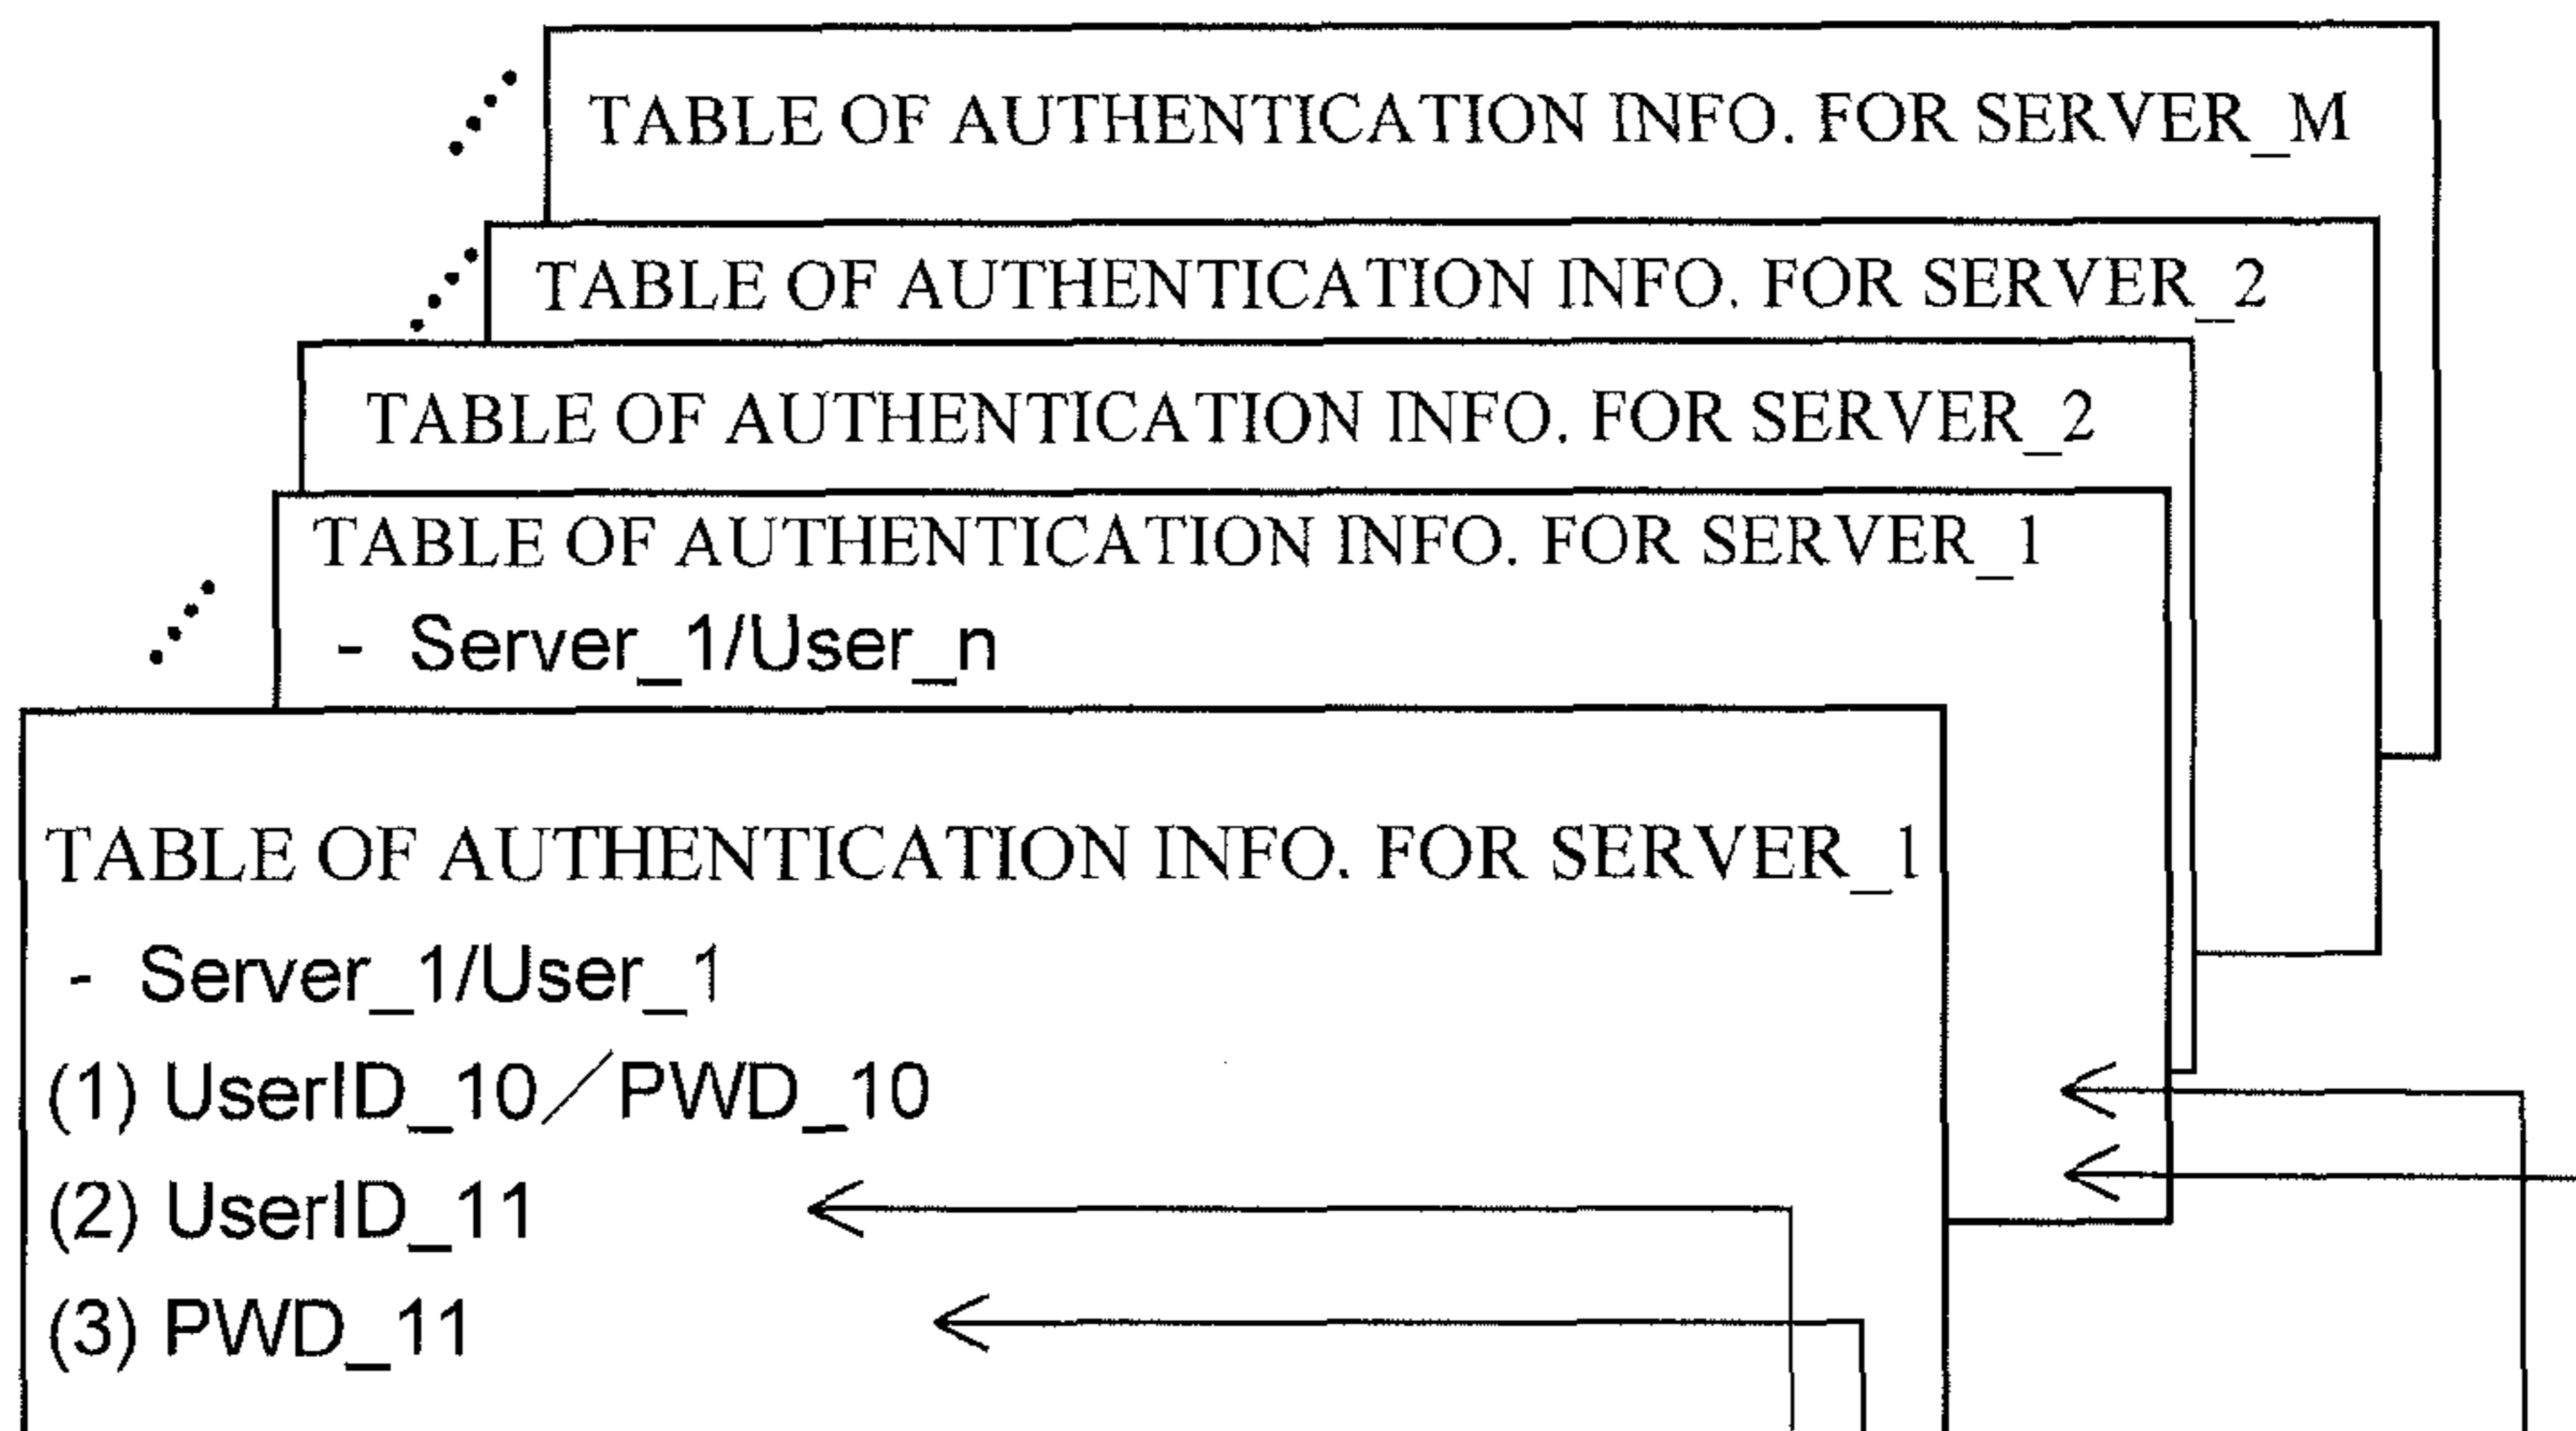 TABLE OF AUTHENTICATION INFO. FOR SERVER_M
TABLE OF AUTHENTICATION INFO. FOR SERVER_2
TABLE OF AUTHENTICATION INFO. FOR SERVER_2
TABLE OF AUTHENTICATION INFO. FOR SERVER_1
- Server_1/User_n
TABLE OF AUTHENTICATION INFO. FOR SERVER_1
- Server_1/User_1
(1) UserID_10/PWD_10
(2) UserID_11
(3) PWD_11